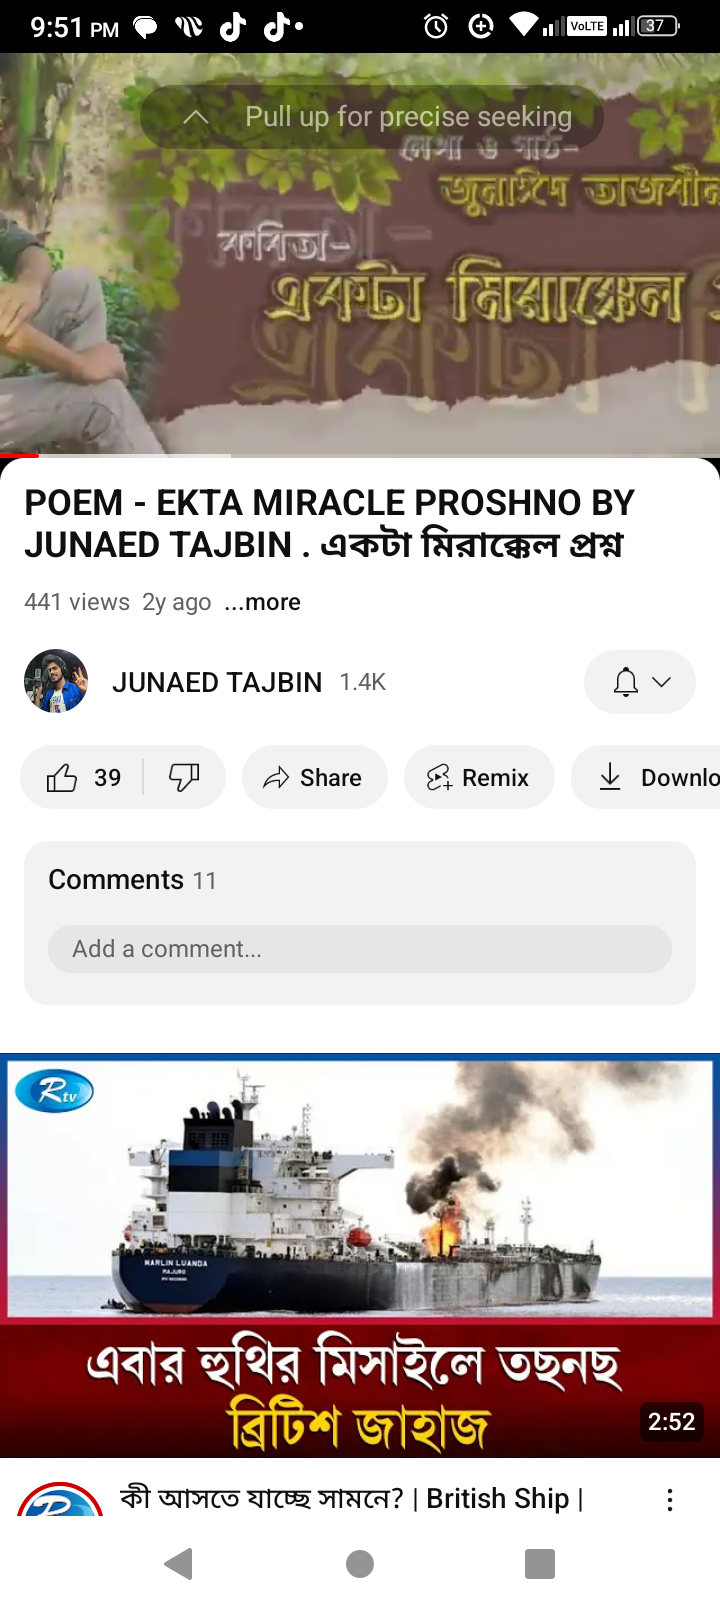 9:51 PM
VoLTE
37
Pull up for precise seeking
লেখা ও পাঠ-
জুনাঈদ তাজবীন
কবিতা-
একটা মিরাক্কেল
POEM - EKTA MIRACLE PROSHNO BY
JUNAED TAJBIN . একটা মিরাক্কেল প্রশ্ন
441 views 2y ago ...more
JUNAED TAJBIN 1.4K
39
Share
Remix
Downlo
Comments 11
Add a comment...
Rtv
MARLIN LUANDA
MAJURO
এবার হুথির মিসাইলে তছনছ
ব্রিটিশ জাহাজ
2:52
কী আসতে যাচ্ছে সামনে? | British Ship |